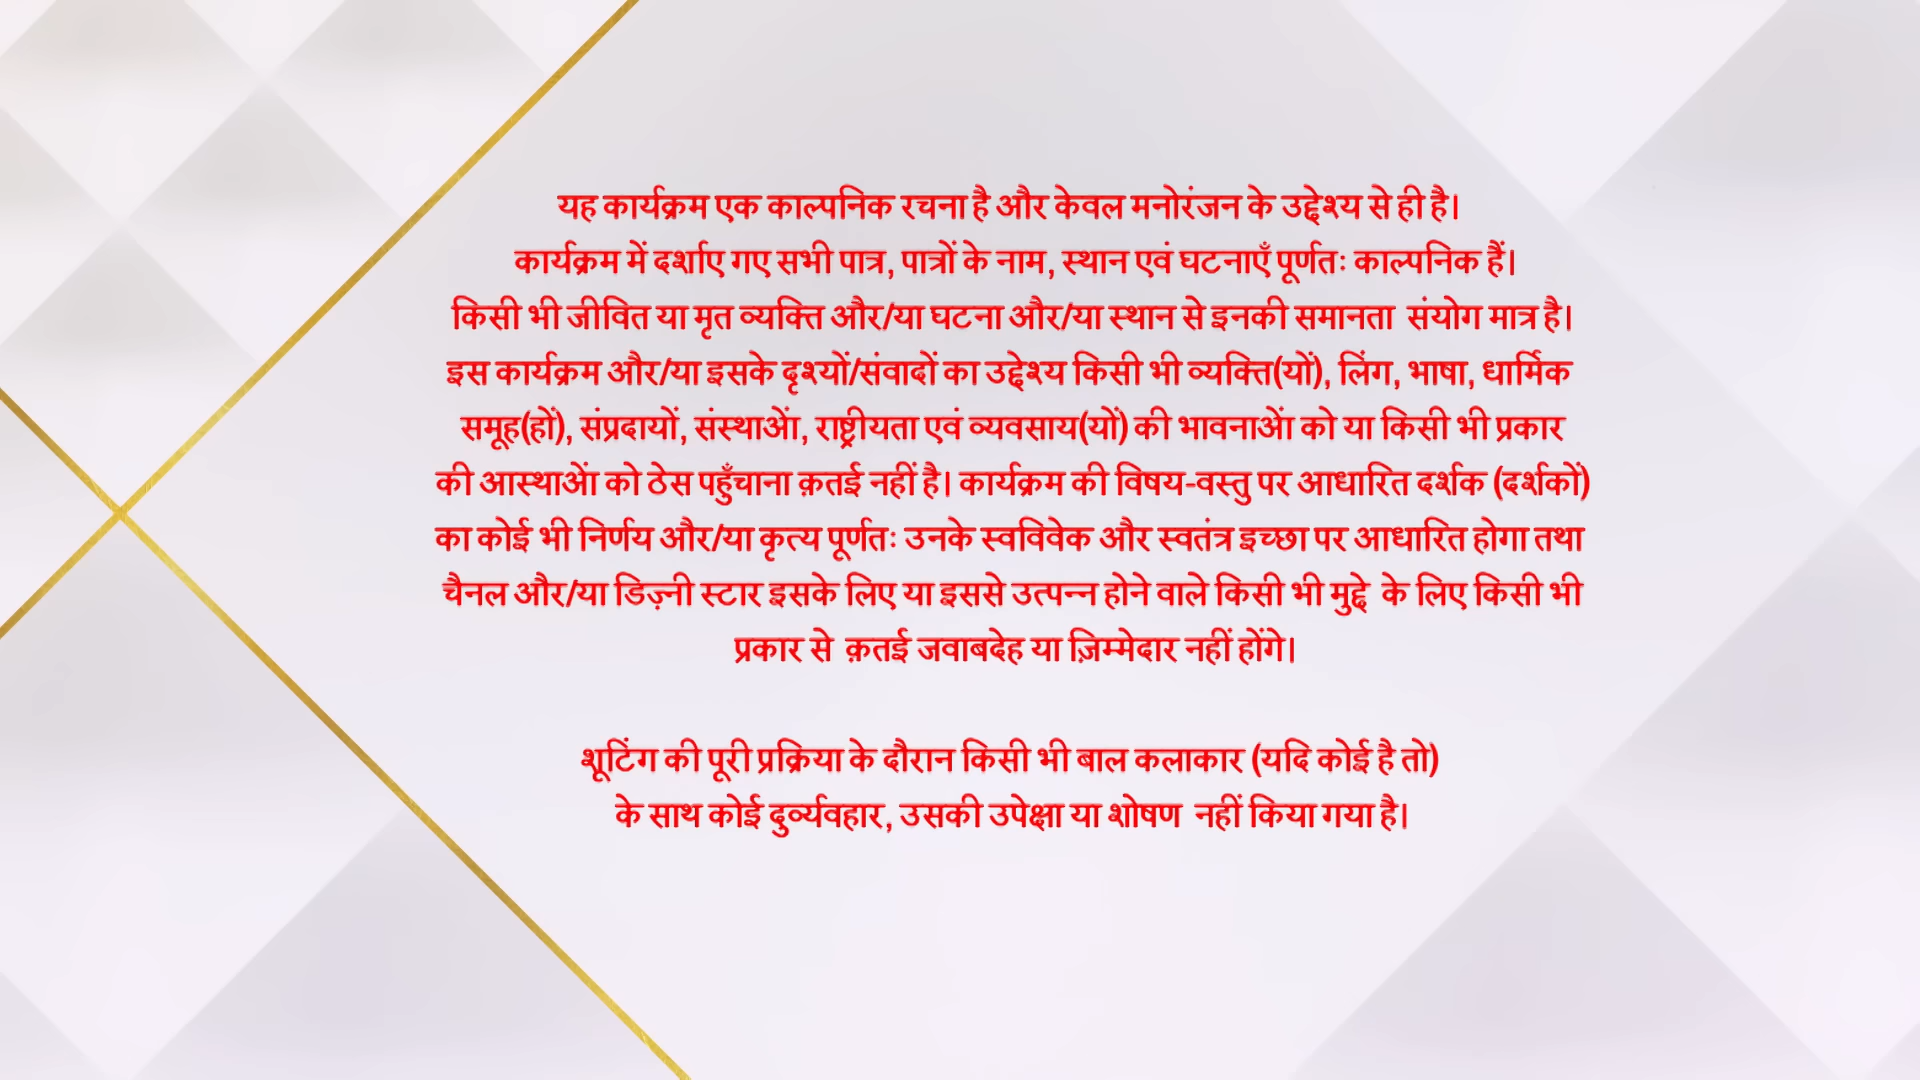 यह कार्यक्रम एक काल्पनिक रचना है और केवल मनोरंजन के उद्देश्य से ही है।
कार्यक्रम में दर्शाए गए सभी पात्र, पात्रों के नाम, स्थान एवं घटनाएँ पूर्णतः काल्पनिक हैं।
किसी भी जीवित या मृत व्यक्ति और/या घटना और/या स्थान से इनकी समानता संयोग मात्र है।
इस कार्यक्रम और/या इसके दृश्यों/संवादों का उद्देश्य किसी भी व्यक्ति(यों), लिंग, भाषा, धार्मिक
समूह(हों), संप्रदायों, संस्थाओं, राष्ट्रीयता एवं व्यवसाय(यों) की भावनाओं को या किसी भी प्रकार
की आस्थाओं को ठेस पहुँचाना क़तई नहीं है। कार्यक्रम की विषय-वस्तु पर आधारित दर्शक (दर्शकों)
का कोई भी निर्णय और/या कृत्य पूर्णतः उनके स्वविवेक और स्वतंत्र इच्छा पर आधारित होगा तथा
चैनल और/या डिज़्नी स्टार इसके लिए या इससे उत्पन्न होने वाले किसी भी मुद्दे के लिए किसी भी
प्रकार से क़तई जवाबदेह या ज़िम्मेदार नहीं होंगे।
शूटिंग की पूरी प्रक्रिया के दौरान किसी भी बाल कलाकार (यदि कोई है तो)
के साथ कोई दुर्व्यवहार, उसकी उपेक्षा या शोषण नहीं किया गया है।